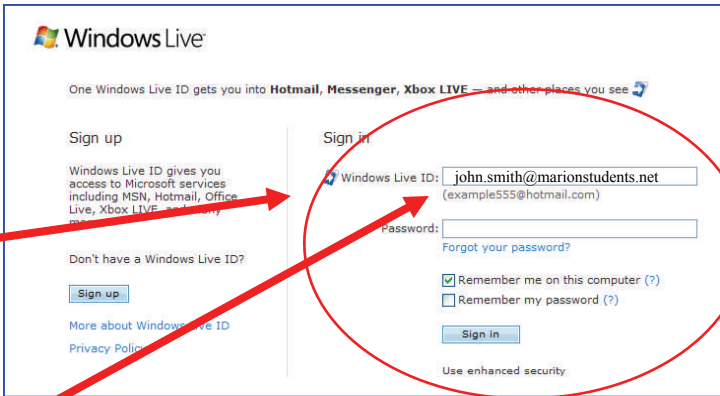 Windows Live
One Windows Live ID gets you into Hotmail, Messenger, Xbox LIVE — and other places you see
Sign up
Windows Live ID gives you
access to Microsoft services
including MSN, Hotmail, Office
Live, Xbox LIVE, and many
Don't have a Windows Live ID?
Sign up
More about Windows Live ID
Privacy Policy
Sign in
Windows Live ID: john.smith@marionstudents.net
(example555@hotmail.com)
Password:
Forgot your password?
Remember me on this computer (?)
Remember my password (?)
Sign in
Use enhanced security